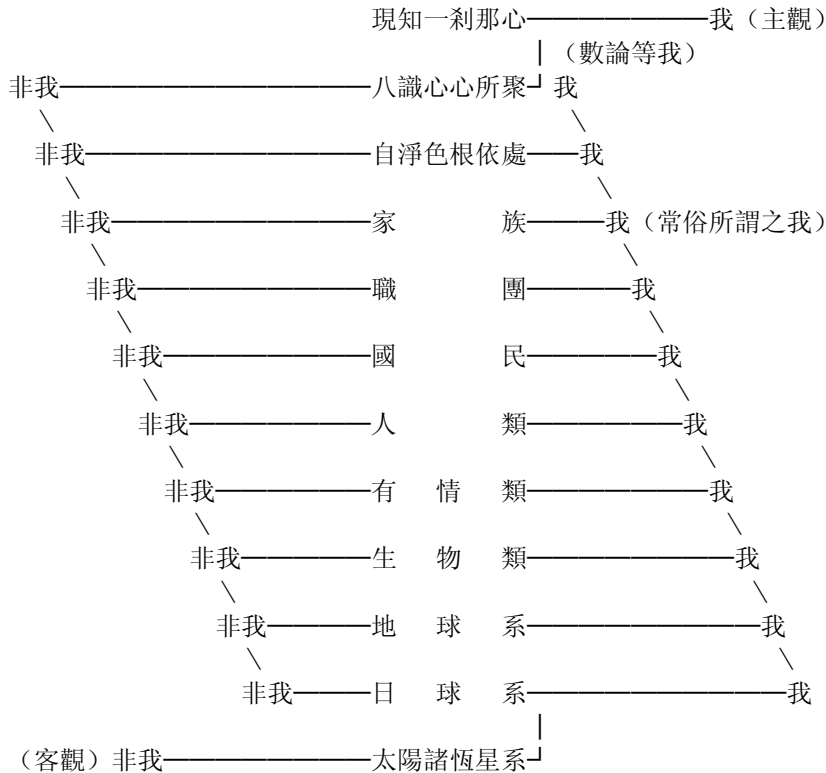 現知一剎那心 我（主觀）
（數論等我）
非我 八識心心所聚 我
非我 自淨色根依處 我
非我 家族 我（常俗所謂之我）
非我 職團 我
非我 國民 我
非我 人類 我
非我 有情類 我
非我 生物類 我
非我 地球系 我
非我 日球系 我
（客觀）非我 太陽諸恆星系